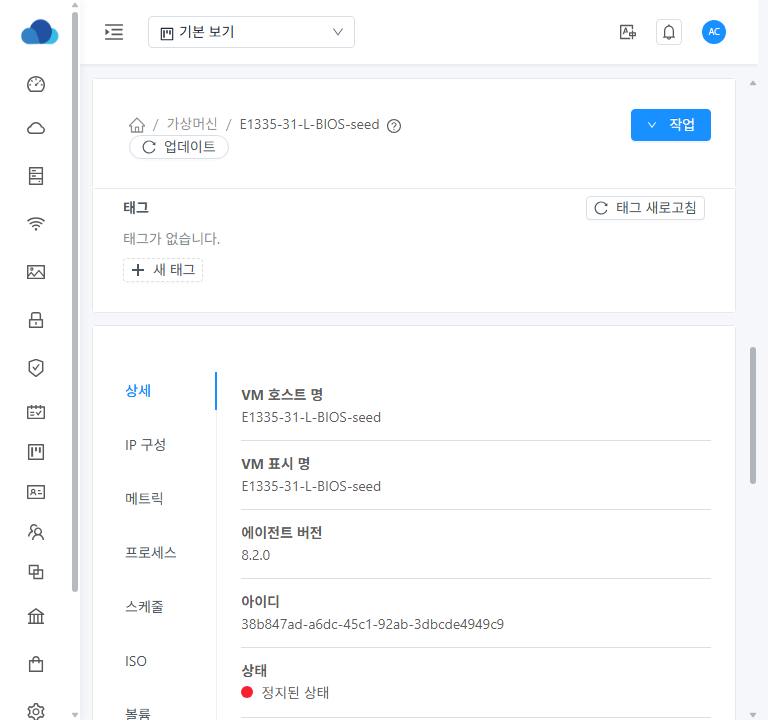 기본 보기
AC
/ 가상머신 / E1335-31-L-BIOS-seed
업데이트
작업
태그
태그 새로고침
태그가 없습니다.
새 태그
상세
IP 구성
메트릭
프로세스
스케줄
ISO
볼륨
VM 호스트 명
E1335-31-L-BIOS-seed
VM 표시 명
E1335-31-L-BIOS-seed
에이전트 버전
8.2.0
아이디
38b847ad-a6dc-45c1-92ab-3dbcde4949c9
상태
정지된 상태